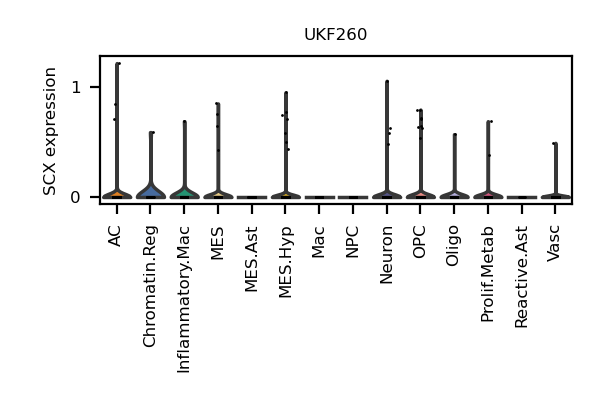 UKF260
SCX expression
1
0
AC
Chromatin.Reg
Inflammatory.Mac
MES
MES.Ast
MES.Hyp
Mac
NPC
Neuron
OPC
Oligo
Prolif.Metab
Reactive.Ast
Vasc